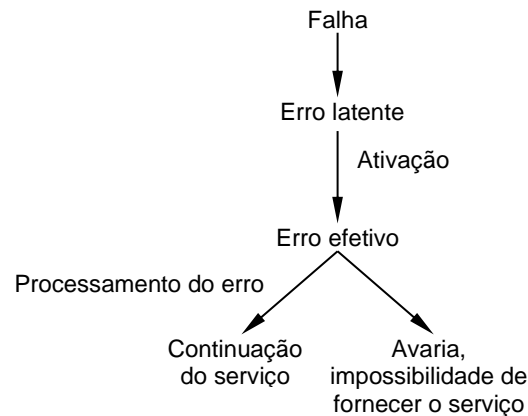 Falha
Erro latente
Ativação
Erro efetivo
Processamento do erro
Continuação
do serviço
Avaria,
impossibilidade de
fornecer o serviço